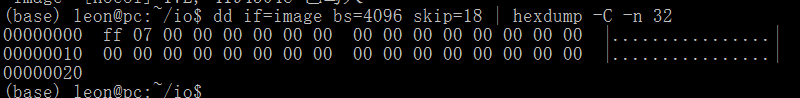 (base) leon@pc:~/io$ dd if=image bs=4096 skip=18 | hexdump -C -n 32
00000000  ff 07 00 00 00 00 00 00  00 00 00 00 00 00 00 00  |................|
00000010  00 00 00 00 00 00 00 00  00 00 00 00 00 00 00 00  |................|
00000020
(base) leon@pc:~/io$